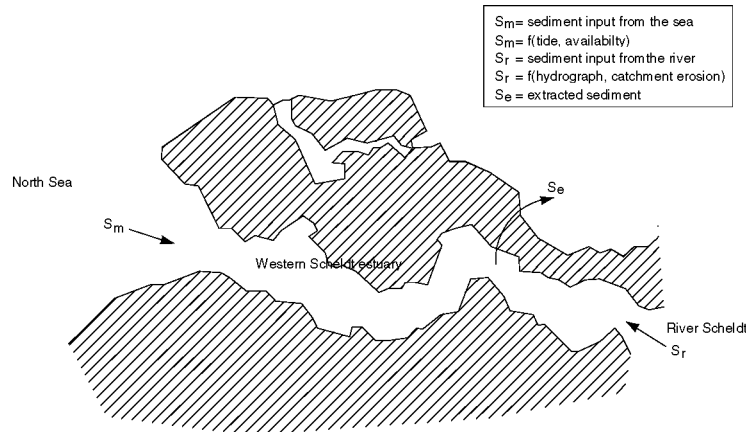 Sm= sediment input from the sea
Sm= f(tide, availabilty)
Sr = sediment input fromthe river
Sr = f(hydrograph, catchment erosion)
Se = extracted sediment
North Sea
Se
Sm
Western Scheldt estuary
River Scheldt
Sr